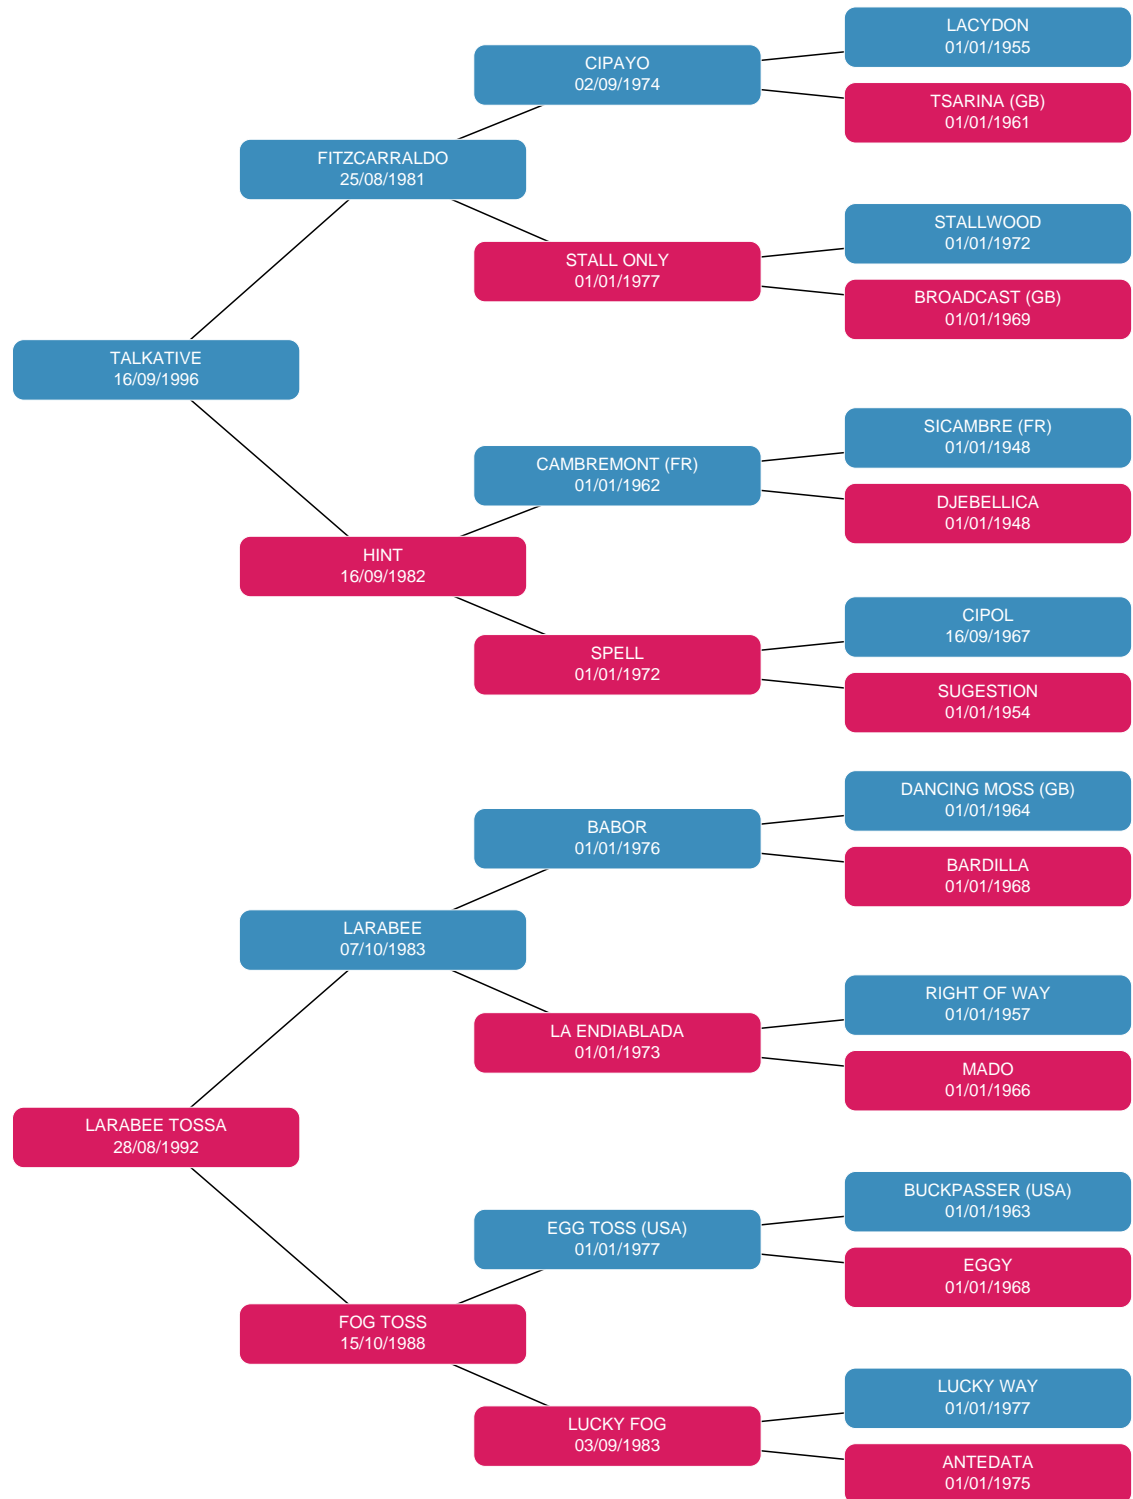 LACYDON
01/01/1955
CIPAYO
02/09/1974
TSARINA (GB)
01/01/1961
FITZCARRALDO
25/08/1981
STALLWOOD
01/01/1972
STALL ONLY
01/01/1977
BROADCAST (GB)
01/01/1969
TALKATIVE
16/09/1996
SICAMBRE (FR)
01/01/1948
CAMBREMONT (FR)
01/01/1962
DJEBELLICA
01/01/1948
HINT
16/09/1982
CIPOL
16/09/1967
SPELL
01/01/1972
SUGESTION
01/01/1954
DANCING MOSS (GB)
01/01/1964
BABOR
01/01/1976
BARDILLA
01/01/1968
LARABEE
07/10/1983
RIGHT OF WAY
01/01/1957
LA ENDIABLADA
01/01/1973
MADO
01/01/1966
LARABEE TOSSA
28/08/1992
BUCKPASSER (USA)
01/01/1963
EGG TOSS (USA)
01/01/1977
EGGY
01/01/1968
FOG TOSS
15/10/1988
LUCKY WAY
01/01/1977
LUCKY FOG
03/09/1983
ANTEDATA
01/01/1975